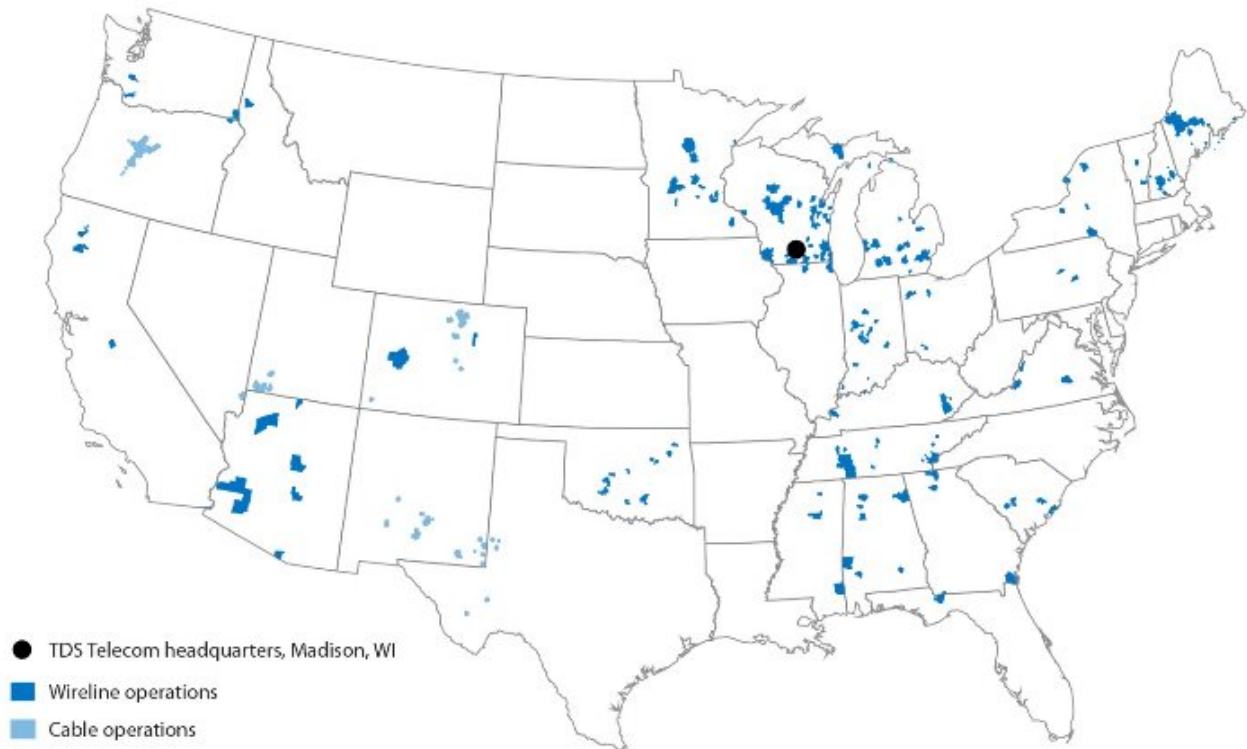 TDS Telecom headquarters, Madison, WI
Wireline operations
Cable operations